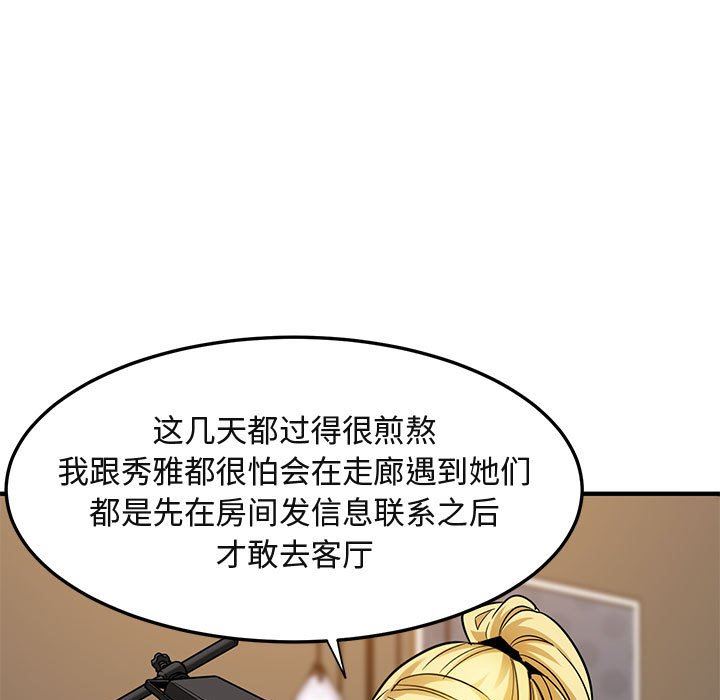 这几天都过得很煎熬
我跟秀雅都很怕会在走廊遇到她们
都是先在房间发信息联系之后
才敢去客厅